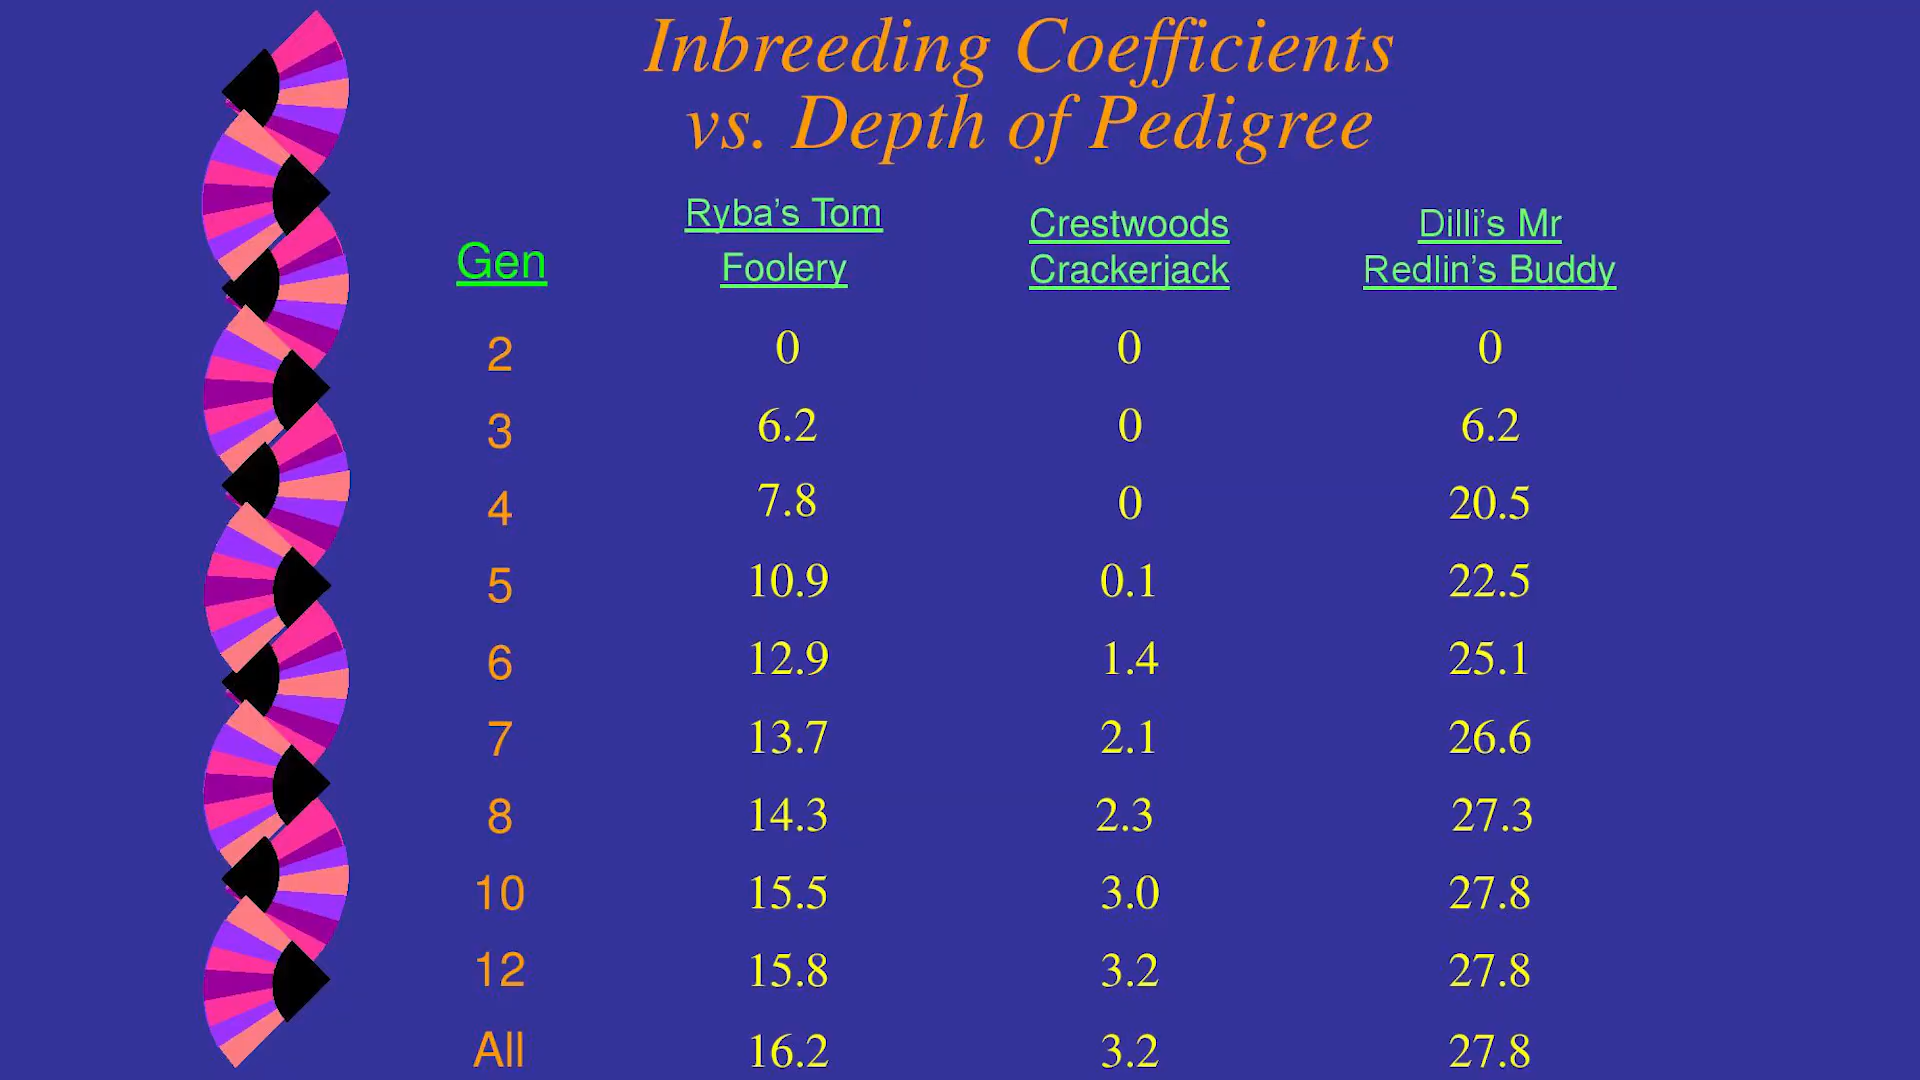 Inbreeding Coefficients
vs. Depth of Pedigree
Gen
Ryba's Tom
Foolery
Crestwoods
Crackerjack
Dilli's Mr
Redlin's Buddy
2 0 0 0
3 6.2 0 6.2
4 7.8 0 20.5
5 10.9 0.1 22.5
6 12.9 1.4 25.1
7 13.7 2.1 26.6
8 14.3 2.3 27.3
10 15.5 3.0 27.8
12 15.8 3.2 27.8
All 16.2 3.2 27.8